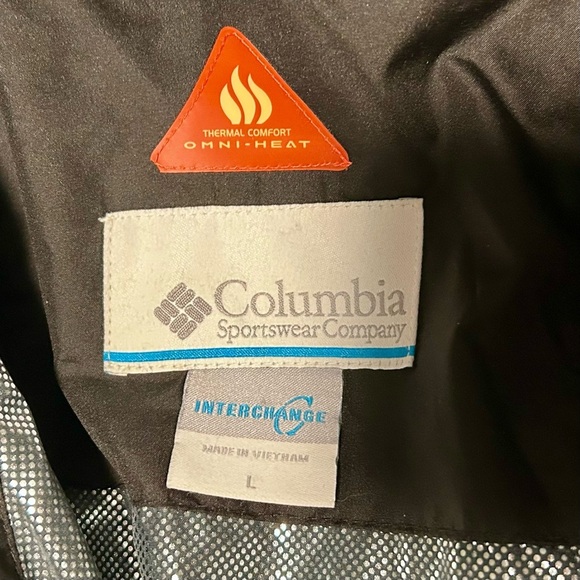 THERMAL COMFORT
OMNI-HEAT
Columbia
Sportswear Company
INTERCHANGE
MADE IN VIETNAM
L